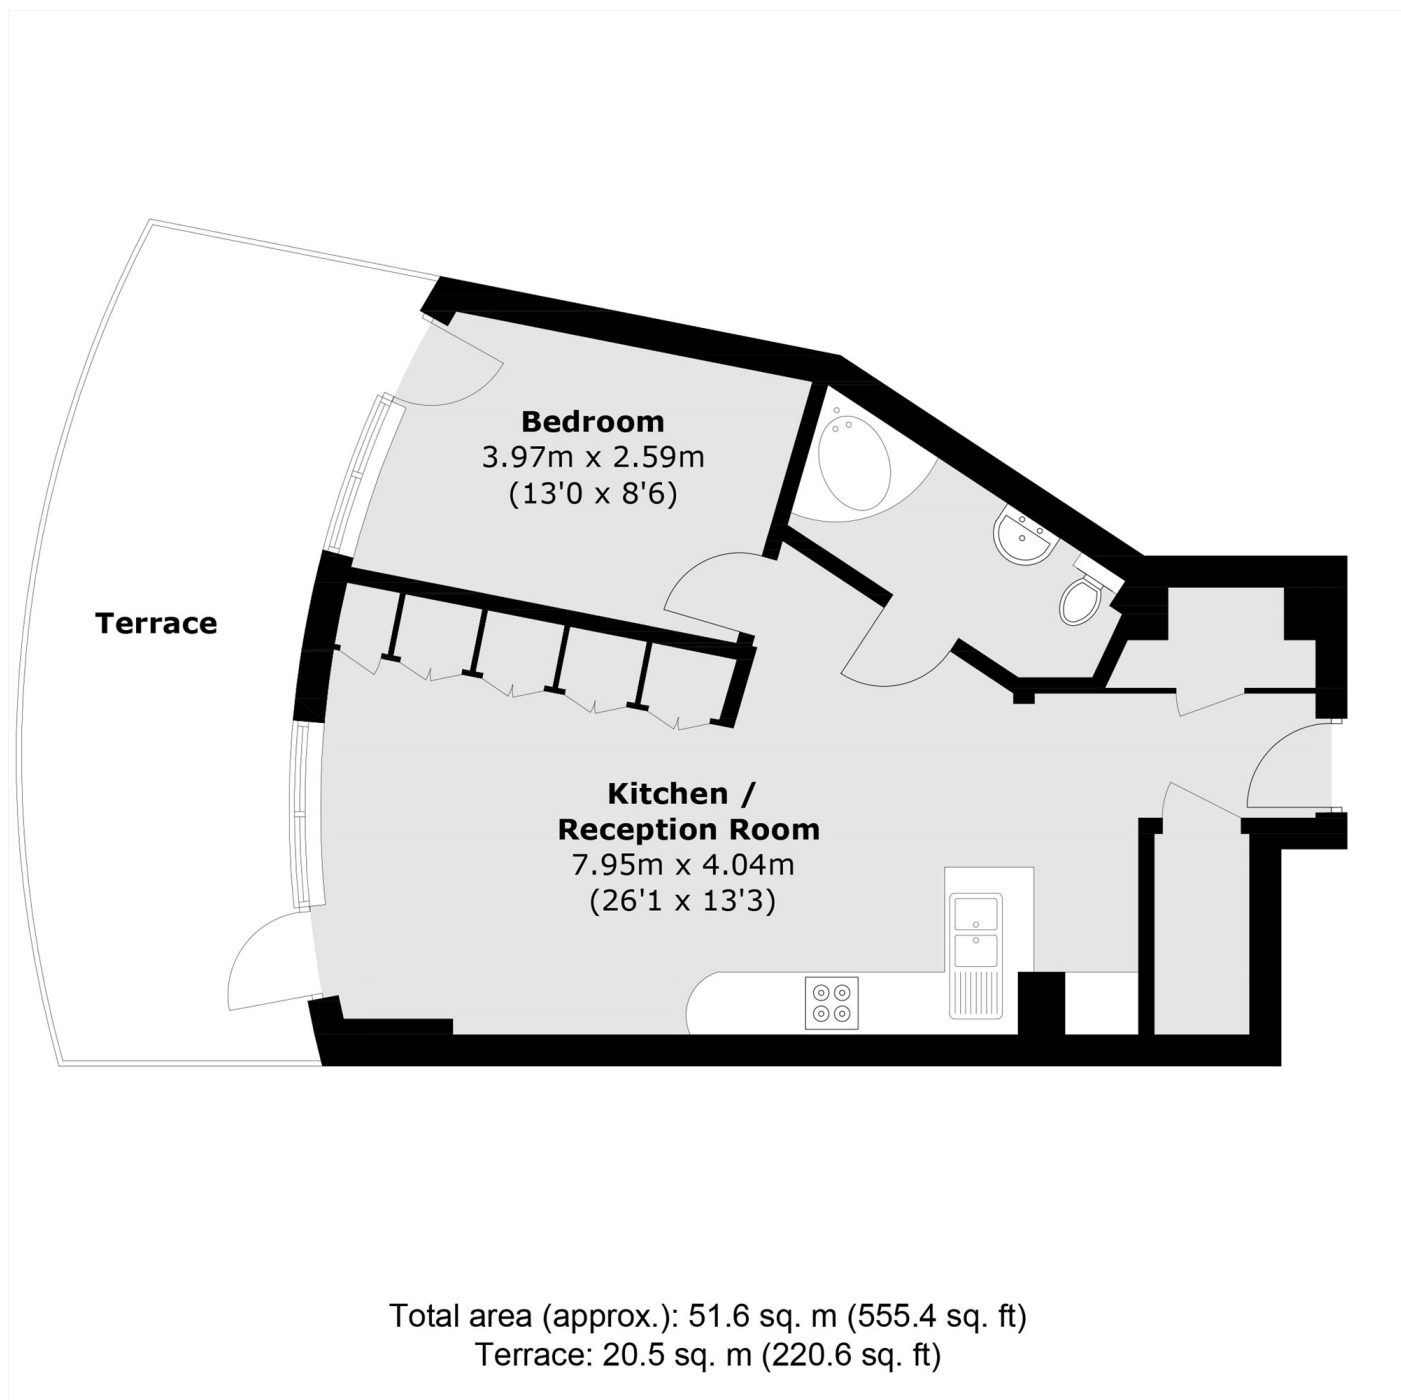 Bedroom
3.97m x 2.59m
(13'0 x 8'6)
Terrace
Kitchen /
Reception Room
7.95m x 4.04m
(26'1 x 13'3)
Total area (approx.): 51.6 sq. m (555.4 sq. ft)
Terrace: 20.5 sq. m (220.6 sq. ft)